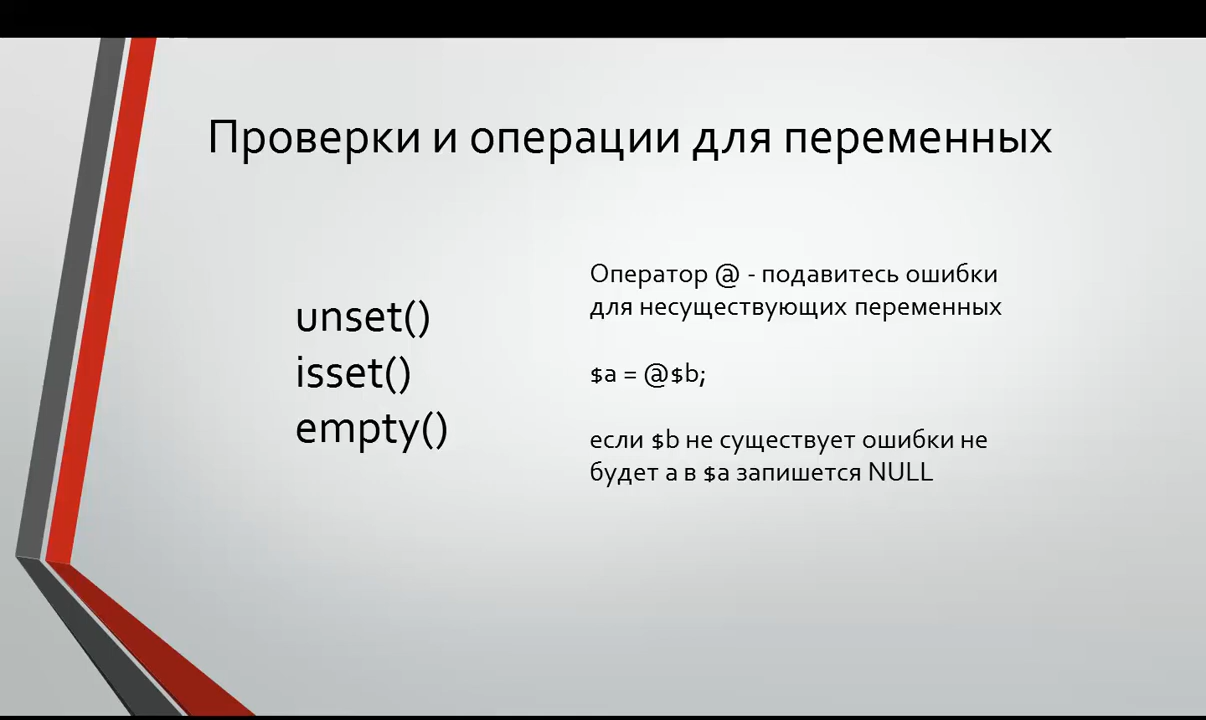 Проверки и операции для переменных
unset()
isset()
empty()
Оператор @ - подавитесь ошибки
для несуществующих переменных
$a = @$b;
если $b не существует ошибки не
будет а в $a запишется NULL